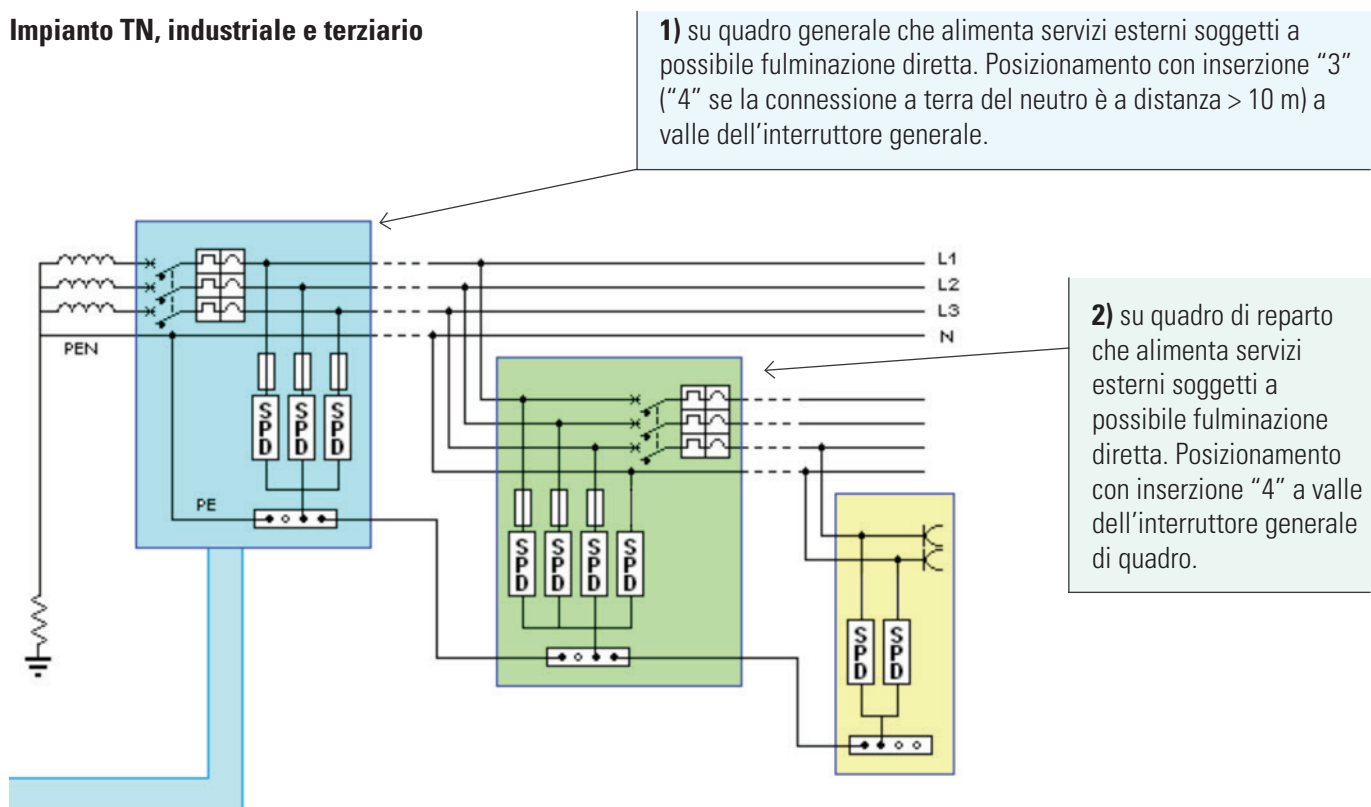 Impianto TN, industriale e terziario
1) su quadro generale che alimenta servizi esterni soggetti a
possibile fulminazione diretta. Posizionamento con inserzione “3”
(“4” se la connessione a terra del neutro è a distanza > 10 m) a
valle dell’interruttore generale.
L1
L2
L3
N
PEN
SPD
SPD
SPD
PE
2) su quadro di reparto
che alimenta servizi
esterni soggetti a
possibile fulminazione
diretta. Posizionamento
con inserzione “4” a valle
dell’interruttore generale
di quadro.
SPD
SPD
SPD
SPD
SPD
SPD